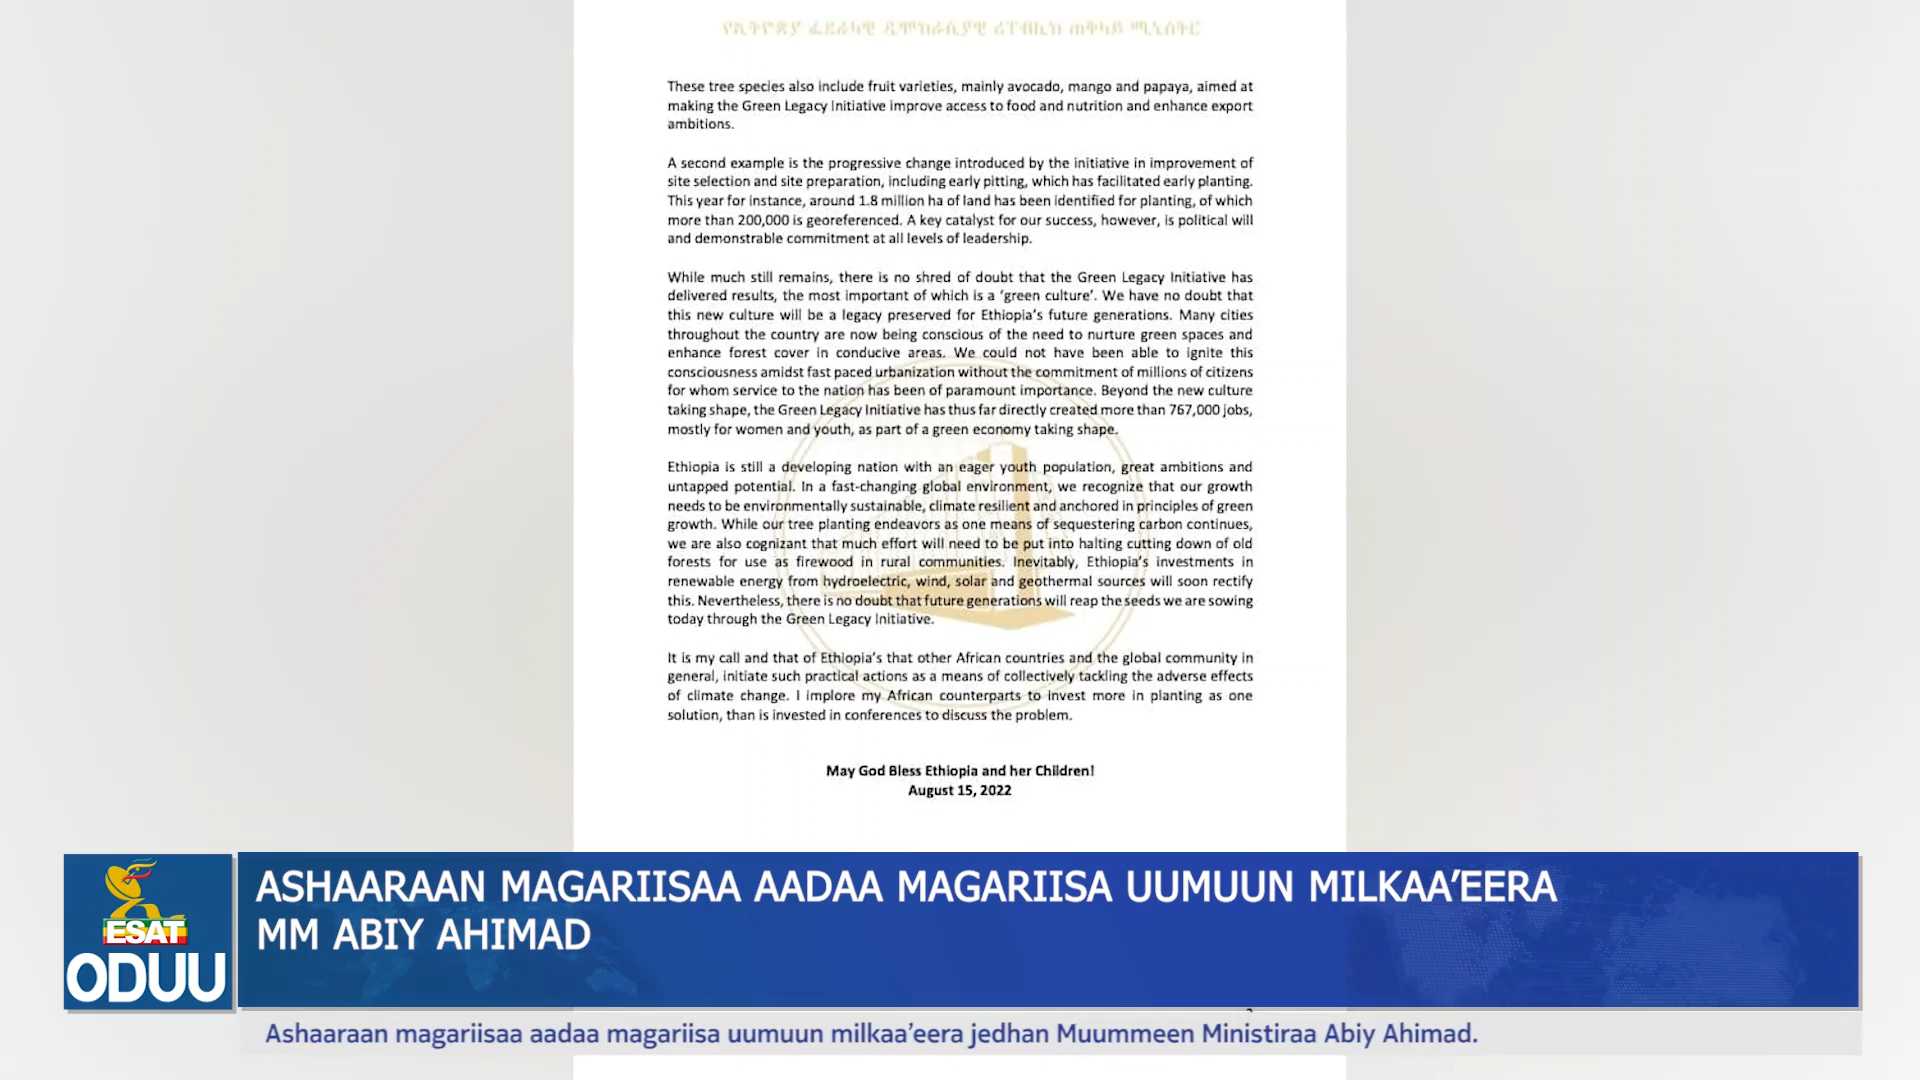 የኢትዮጵያ ፌደራላዊ ዲሞክራሲያዊ ሪፐብሊክ ጠቅላይ ሚኒስትር
These tree species also include fruit varieties, mainly avocado, mango and papaya, aimed at
making the Green Legacy Initiative improve access to food and nutrition and enhance export
ambitions.
A second example is the progressive change introduced by the initiative in improvement of
site selection and site preparation, including early pitting, which has facilitated early planting.
This year for instance, around 1.8 million ha of land has been identified for planting, of which
more than 200,000 is georeferenced. A key catalyst for our success, however, is political will
and demonstrable commitment at all levels of leadership.
While much still remains, there is no shred of doubt that the Green Legacy Initiative has
delivered results, the most important of which is a ‘green culture’. We have no doubt that
this new culture will be a legacy preserved for Ethiopia’s future generations. Many cities
throughout the country are now being conscious of the need to nurture green spaces and
enhance forest cover in conducive areas. We could not have been able to ignite this
consciousness amidst fast paced urbanization without the commitment of millions of citizens
for whom service to the nation has been of paramount importance. Beyond the new culture
taking shape, the Green Legacy Initiative has thus far directly created more than 767,000 jobs,
mostly for women and youth, as part of a green economy taking shape.
Ethiopia is still a developing nation with an eager youth population, great ambitions and
untapped potential. In a fast-changing global environment, we recognize that our growth
needs to be environmentally sustainable, climate resilient and anchored in principles of green
growth. While our tree planting endeavors as one means of sequestering carbon continues,
we are also cognizant that much effort will need to be put into halting cutting down of old
forests for use as firewood in rural communities. Inevitably, Ethiopia’s investments in
renewable energy from hydroelectric, wind, solar and geothermal sources will soon rectify
this. Nevertheless, there is no doubt that future generations will reap the seeds we are sowing
today through the Green Legacy Initiative.
It is my call and that of Ethiopia’s that other African countries and the global community in
general, initiate such practical actions as a means of collectively tackling the adverse effects
of climate change. I implore my African counterparts to invest more in planting as one
solution, than is invested in conferences to discuss the problem.
May God Bless Ethiopia and her Children!
August 15, 2022
ESAT
ODUU
ASHAARAAN MAGARIISAA AADAA MAGARIISA UUMUUN MILKAA’EERA
MM ABIY AHIMAD
Ashaaraan magariisaa aadaa magariisa uumuun milkaa’eera jedhan Muummeen Ministiraa Abiy Ahimad.